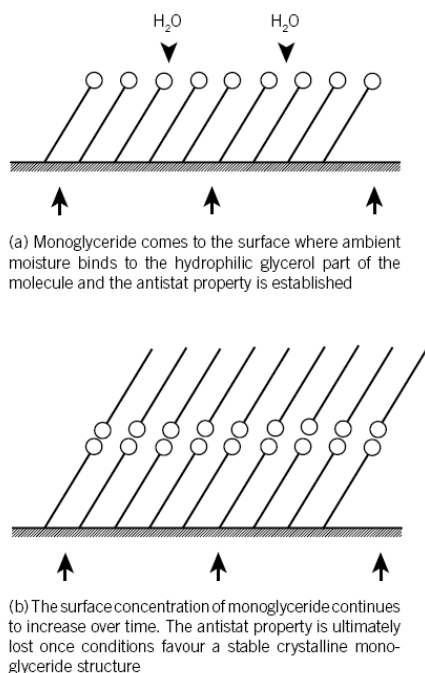 H₂O H₂O
(a) Monoglyceride comes to the surface where ambient
moisture binds to the hydrophilic glycerol part of the
molecule and the antistat property is established
(b) The surface concentration of monoglyceride continues
to increase over time. The antistat property is ultimately
lost once conditions favour a stable crystalline mono-
glyceride structure